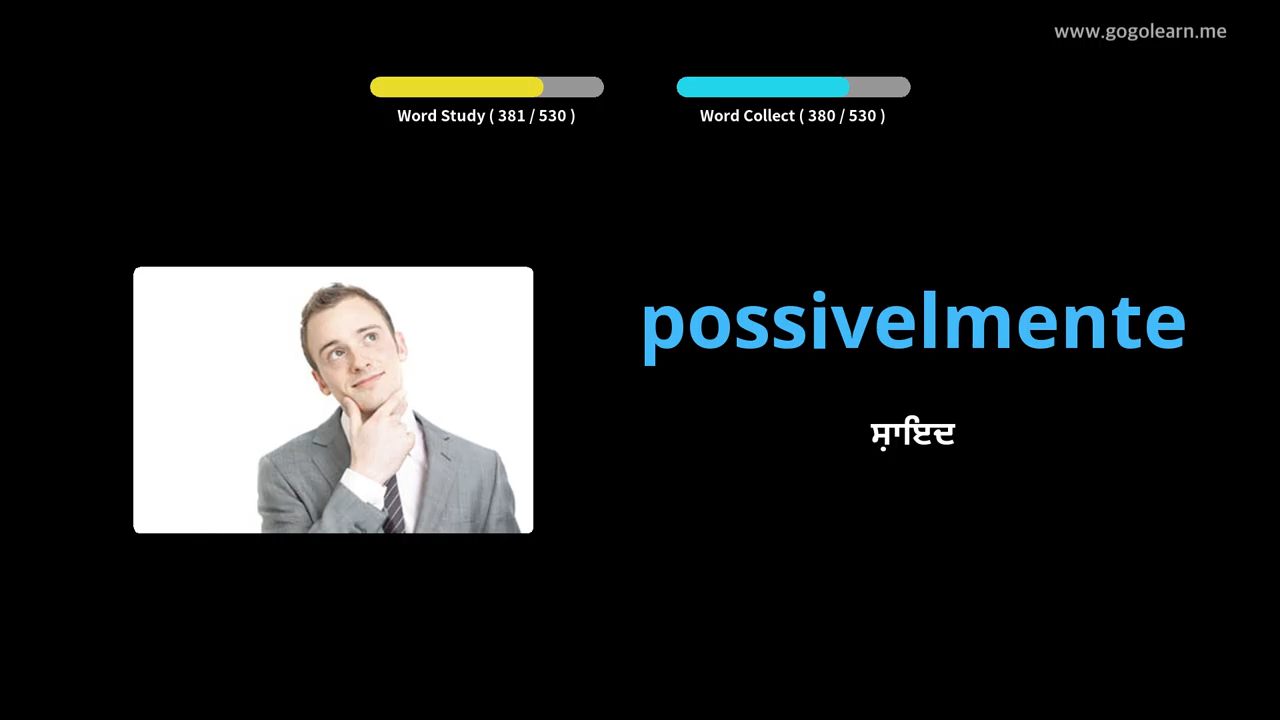 www.gogolearn.me
Word Study ( 381 / 530 )
Word Collect ( 380 / 530 )
possivelmente
ਸ਼ਾਇਦ